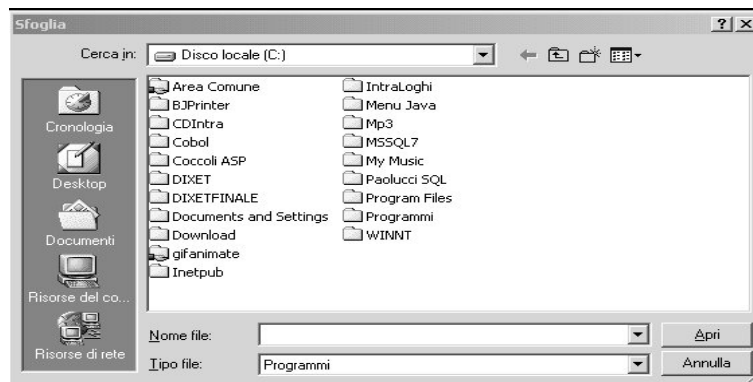 Sfoglia
Cerca in: Disco locale (C:)
Cronologia
Desktop
Documenti
Risorse del co...
Risorse di rete
Area Comune
BJPrinter
CDIntra
Cobol
Coccoli ASP
DIXET
DIXETFINALE
Documents and Settings
Download
gifanimate
Inetpub
IntraLoghi
Menu Java
Mp3
MSSQL7
My Music
Paolucci SQL
Program Files
Programmi
WINNT
Nome file:
Apri
Tipo file: Programmi
Annulla